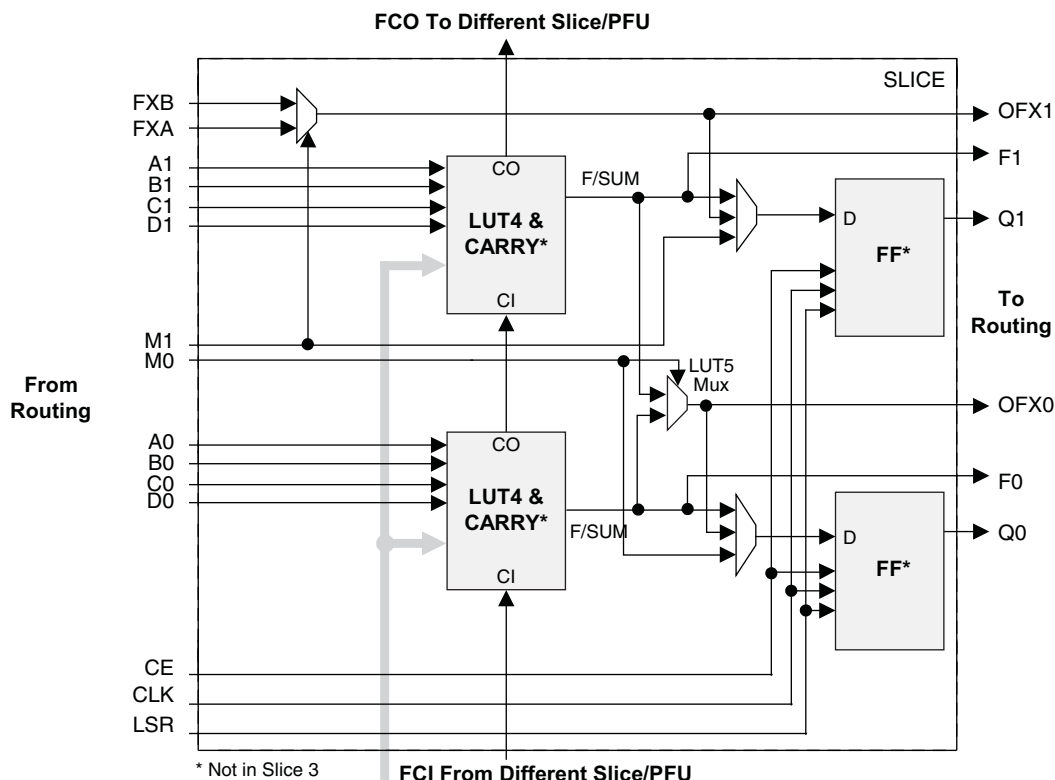 FCO To Different Slice/PFU
SLICE
FXB
FXA
OFX1
F1
A1
B1
C1
D1
CO
F/SUM
LUT4 &
CARRY*
CI
D
FF*
Q1
To
Routing
M1
M0
LUT5
Mux
From
Routing
OFX0
A0
B0
C0
D0
CO
LUT4 &
CARRY*
F/SUM
CI
F0
D
FF*
Q0
CE
CLK
LSR
* Not in Slice 3
FCI From Different Slice/PFU